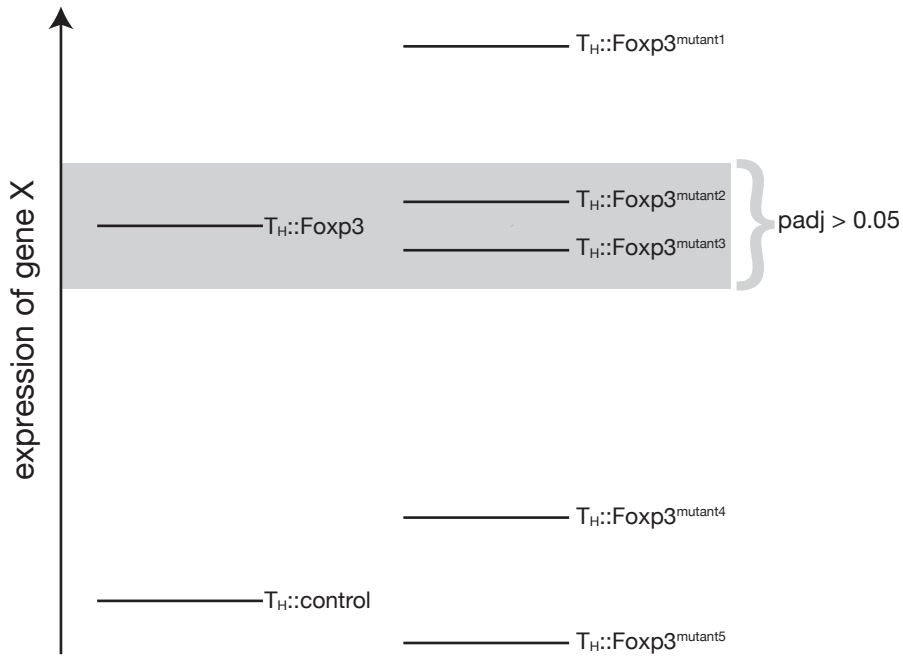 expression of gene X
TH::Foxp3mutant1
TH::Foxp3mutant2
TH::Foxp3
TH::Foxp3mutant3
padj > 0.05
TH::Foxp3mutant4
TH::control
TH::Foxp3mutant5